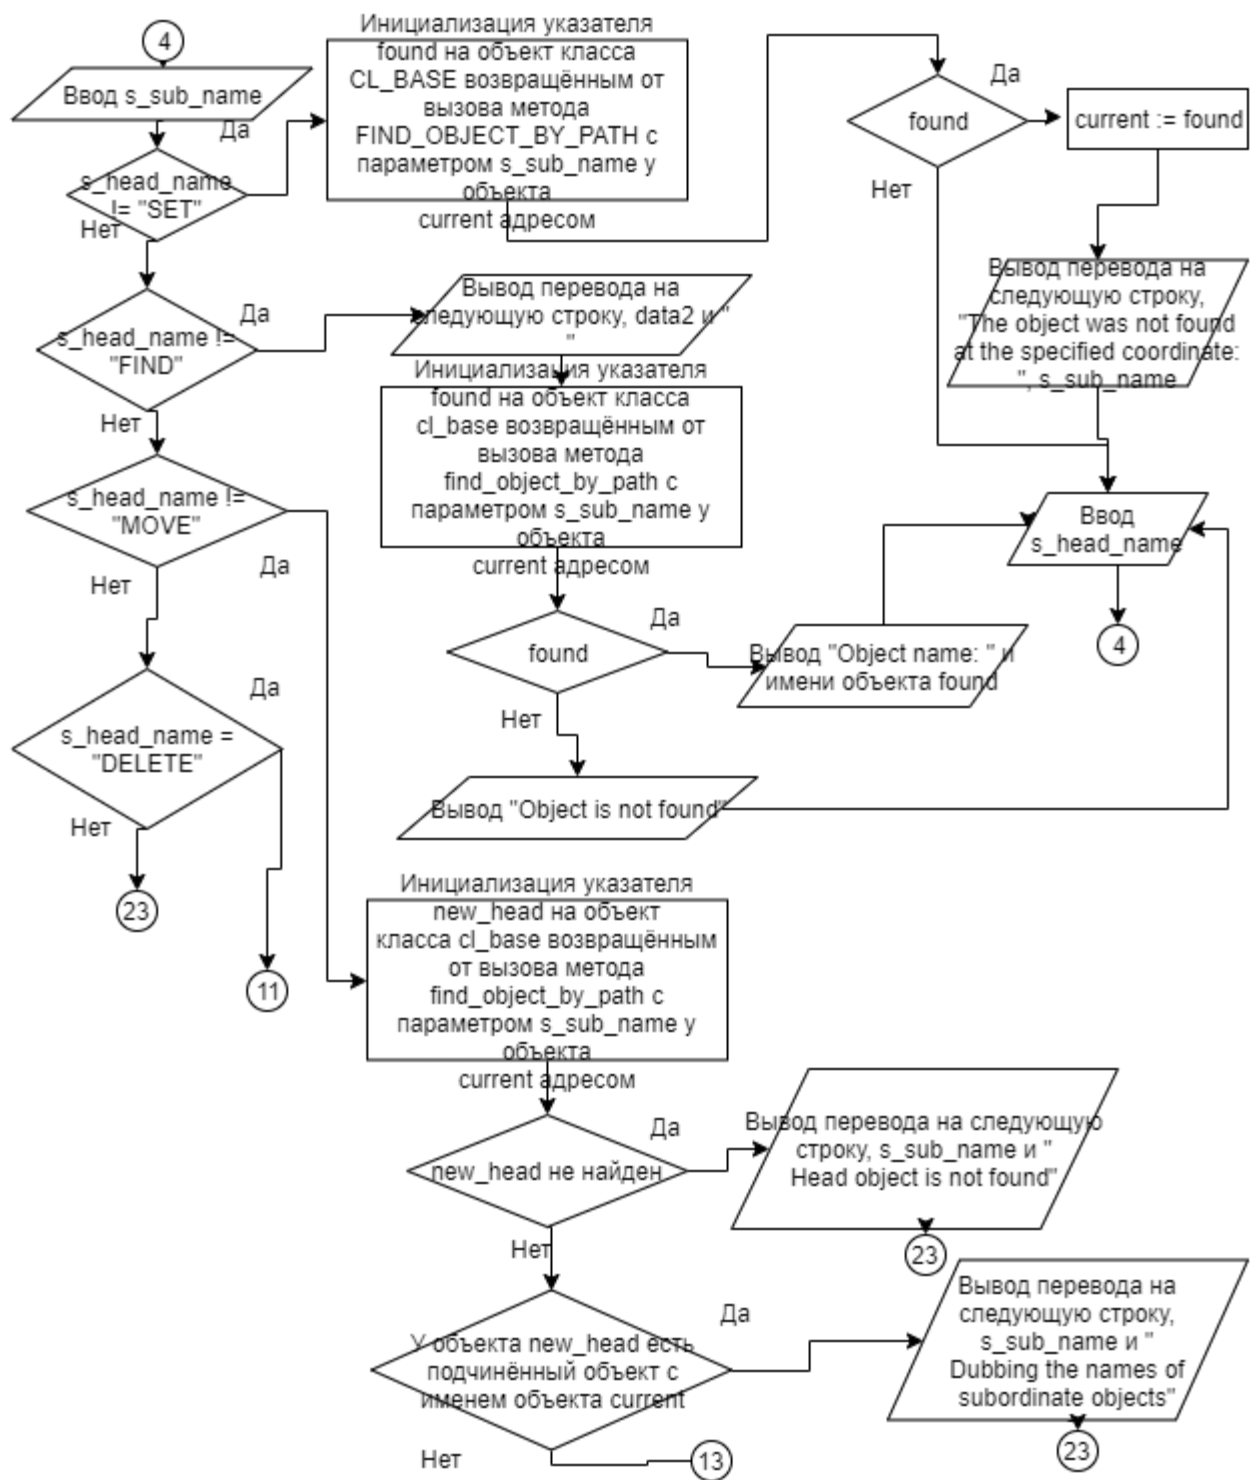 4
Ввод s_sub_name
Да
s_head_name
!= "SET"
Нет
Инициализация указателя
found на объект класса
CL_BASE возвращённым от
вызова метода
FIND_OBJECT_BY_PATH с
параметром s_sub_name у
объекта
current адресом
found
Да
current := found
Нет
Вывод перевода на
следующую строку,
"The object was not found
at the specified coordinate:
", s_sub_name
s_head_name !=
"FIND"
Да
Нет
Вывод перевода на
следующую строку, data2 и "
"
Инициализация указателя
found на объект класса
cl_base возвращённым от
вызова метода
find_object_by_path с
параметром s_sub_name у
объекта
current адресом
Ввод
s_head_name
4
s_head_name !=
"MOVE"
Да
Нет
found
Да
Вывод "Object name: " и
имени объекта found
Нет
Вывод "Object is not found"
s_head_name =
"DELETE"
Да
Нет
23
11
Инициализация указателя
new_head на объект
класса cl_base возвращённым
от вызова метода
find_object_by_path с
параметром s_sub_name у
объекта
current адресом
new_head не найден
Да
Вывод перевода на следующую
строку, s_sub_name и "
Head object is not found"
23
Нет
У объекта new_head есть
подчинённый объект с
именем объекта current
Да
Вывод перевода на
следующую строку,
s_sub_name и "
Dubbing the names of
subordinate objects"
23
Нет
13